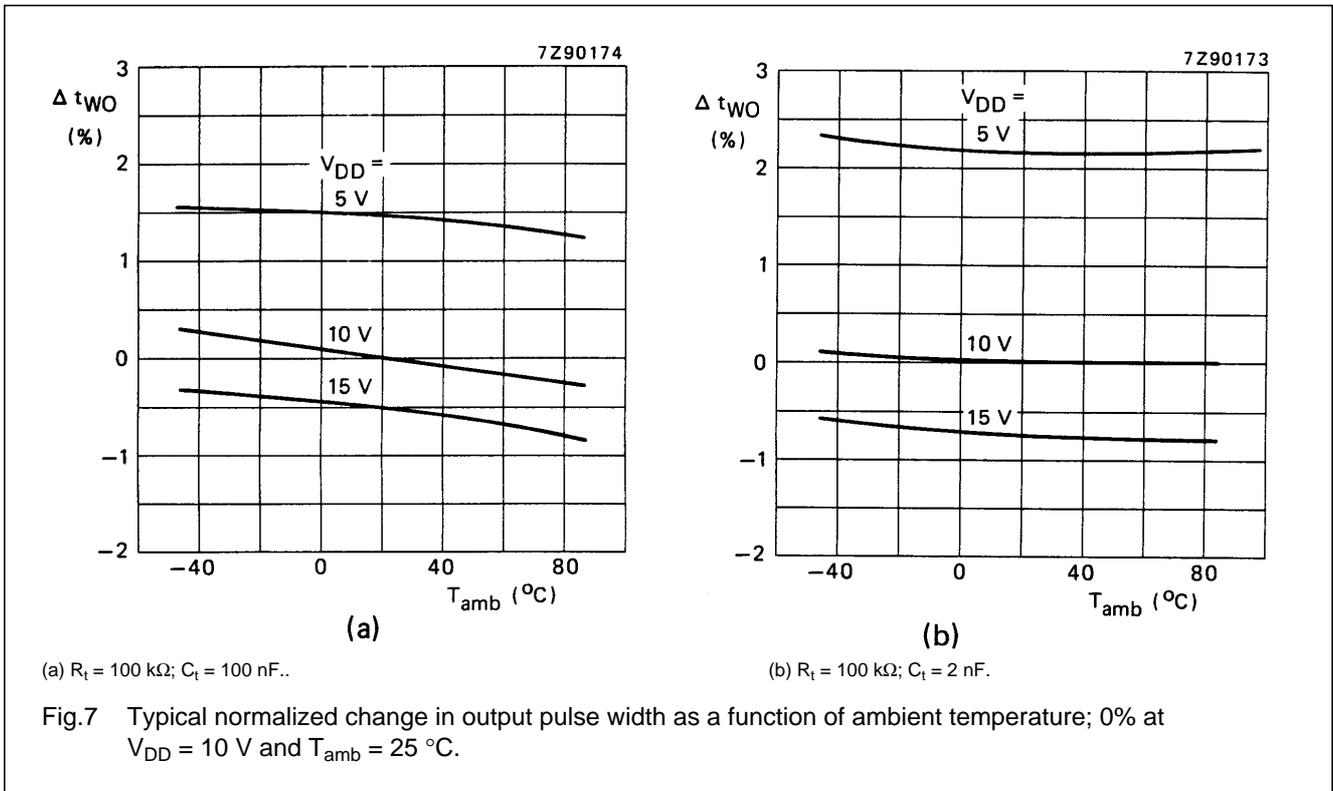 7Z90174
3
Δ tWO
(%)
2
1
0
−1
−2
VDD =
5 V
10 V
15 V
−40
0
40
80
Tamb (°C)
(a)
7Z90173
3
Δ tWO
(%)
2
1
0
−1
−2
VDD =
5 V
10 V
15 V
−40
0
40
80
Tamb (°C)
(b)
(a) Rt = 100 kΩ; Ct = 100 nF..
(b) Rt = 100 kΩ; Ct = 2 nF.
Fig.7 Typical normalized change in output pulse width as a function of ambient temperature; 0% at
VDD = 10 V and Tamb = 25 °C.